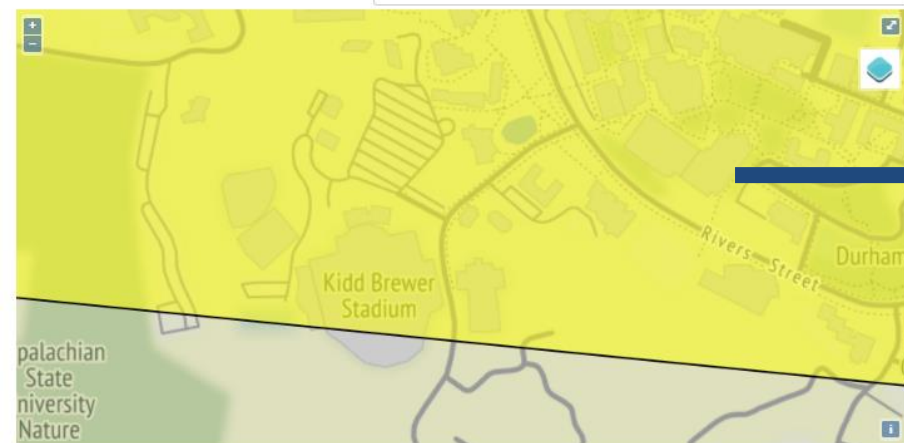 +
−
Kidd Brewer
Stadium
Rivers Street
Durham
palachian
State
niversity
Nature
i